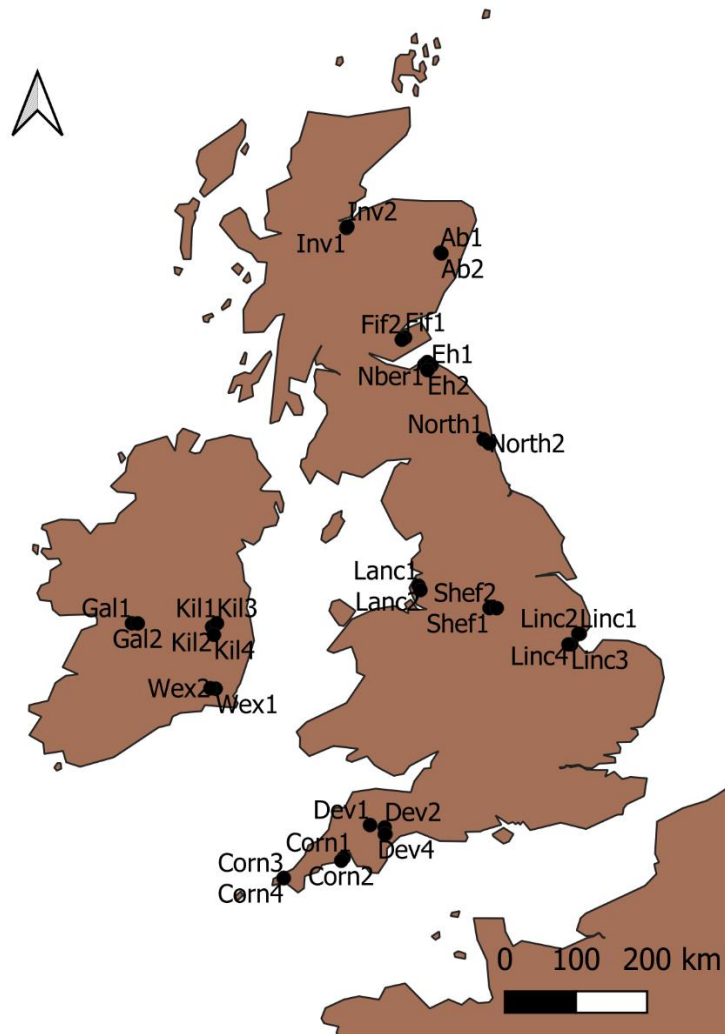 Inv2
Inv1
Ab1
Ab2
Fif2 Fif1
Eh1
Nber1
Eh2
North1
North2
Lanc1
Lanc2
Shef2
Shef1
Gal1
Gal2
Kil1 Kil3
Kil2
Kil4
Linc2 Linc1
Linc4 Linc3
Wex2
Wex1
Dev1
Dev2
Dev4
Corn1
Corn2
Corn3
Corn4
0 100 200 km